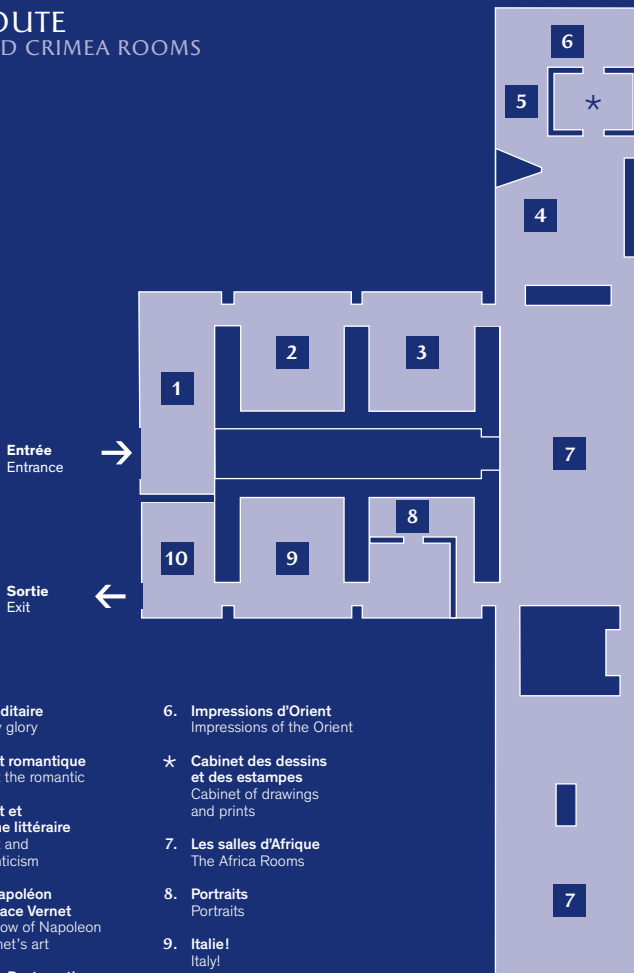 OUTE
D CRIMEA ROOMS
6
5
*
4
2
3
1
Entrée
Entrance
7
8
10
9
Sortie
Exit
7
ditaire
y glory
t romantique
t the romantic
t et
ne littéraire
t and
nticism
apoléon
ace Vernet
ow of Napoleon
net's art
6. Impressions d'Orient
Impressions of the Orient
* Cabinet des dessins
et des estampes
Cabinet of drawings
and prints
7. Les salles d'Afrique
The Africa Rooms
8. Portraits
Portraits
9. Italie!
Italy!